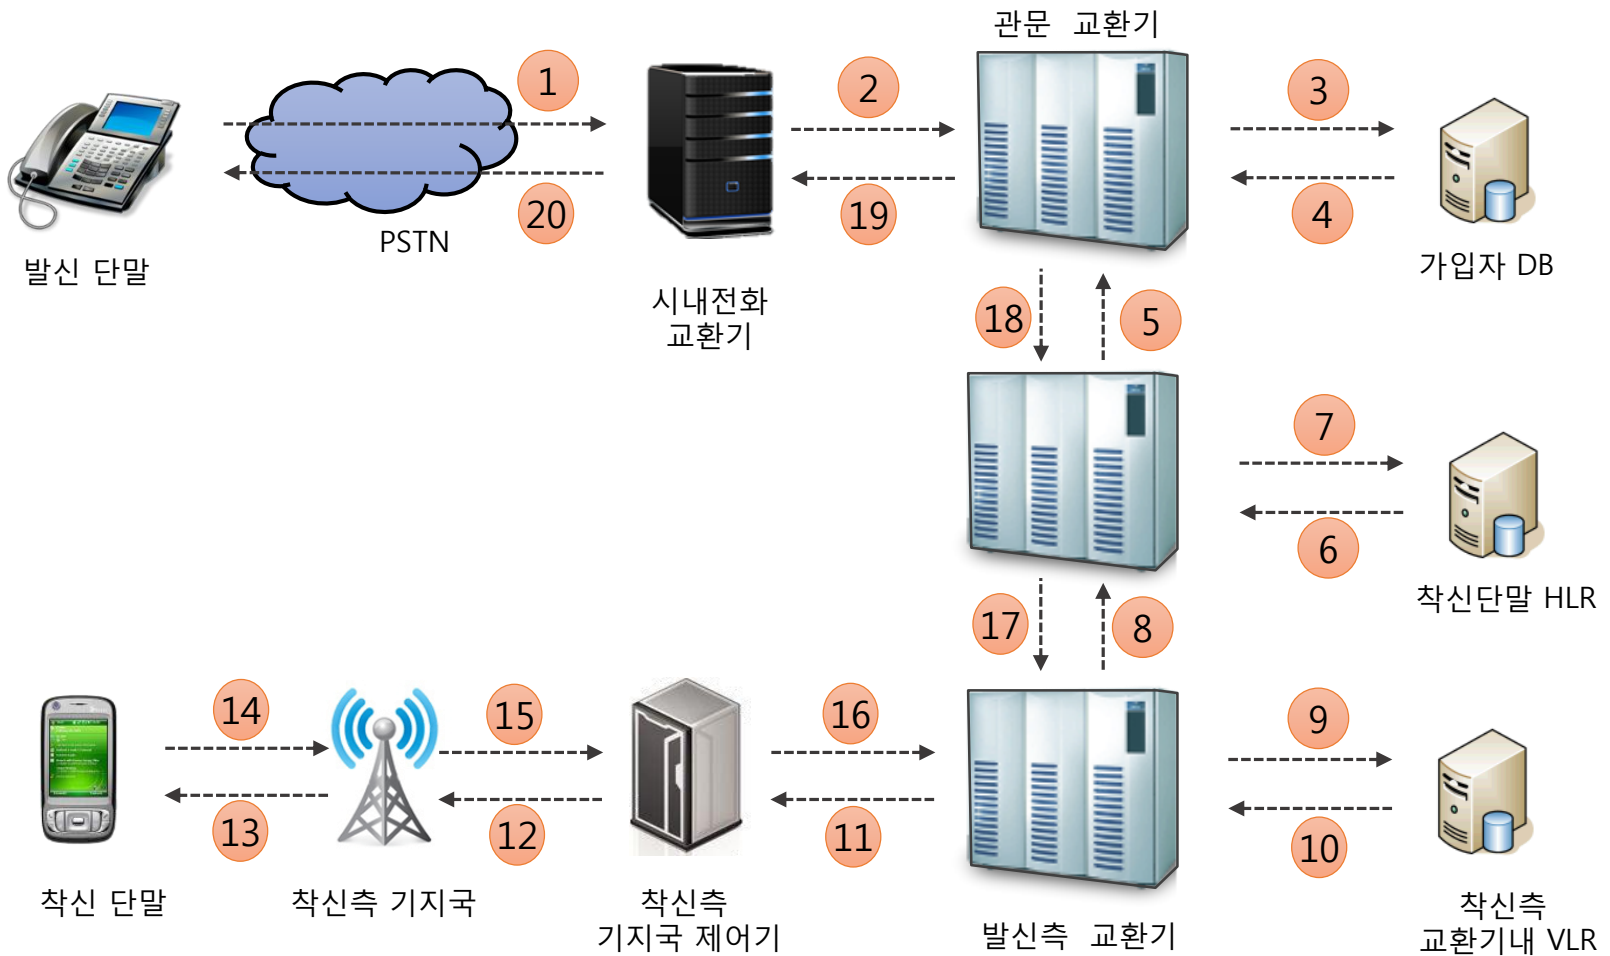 관문 교환기
1
2
3
20
19
4
PSTN
발신 단말
시내전화
교환기
가입자 DB
18
5
7
6
착신단말 HLR
17
8
14
15
16
9
13
12
11
10
착신 단말
착신측 기지국
착신측
기지국 제어기
발신측 교환기
착신측
교환기내 VLR